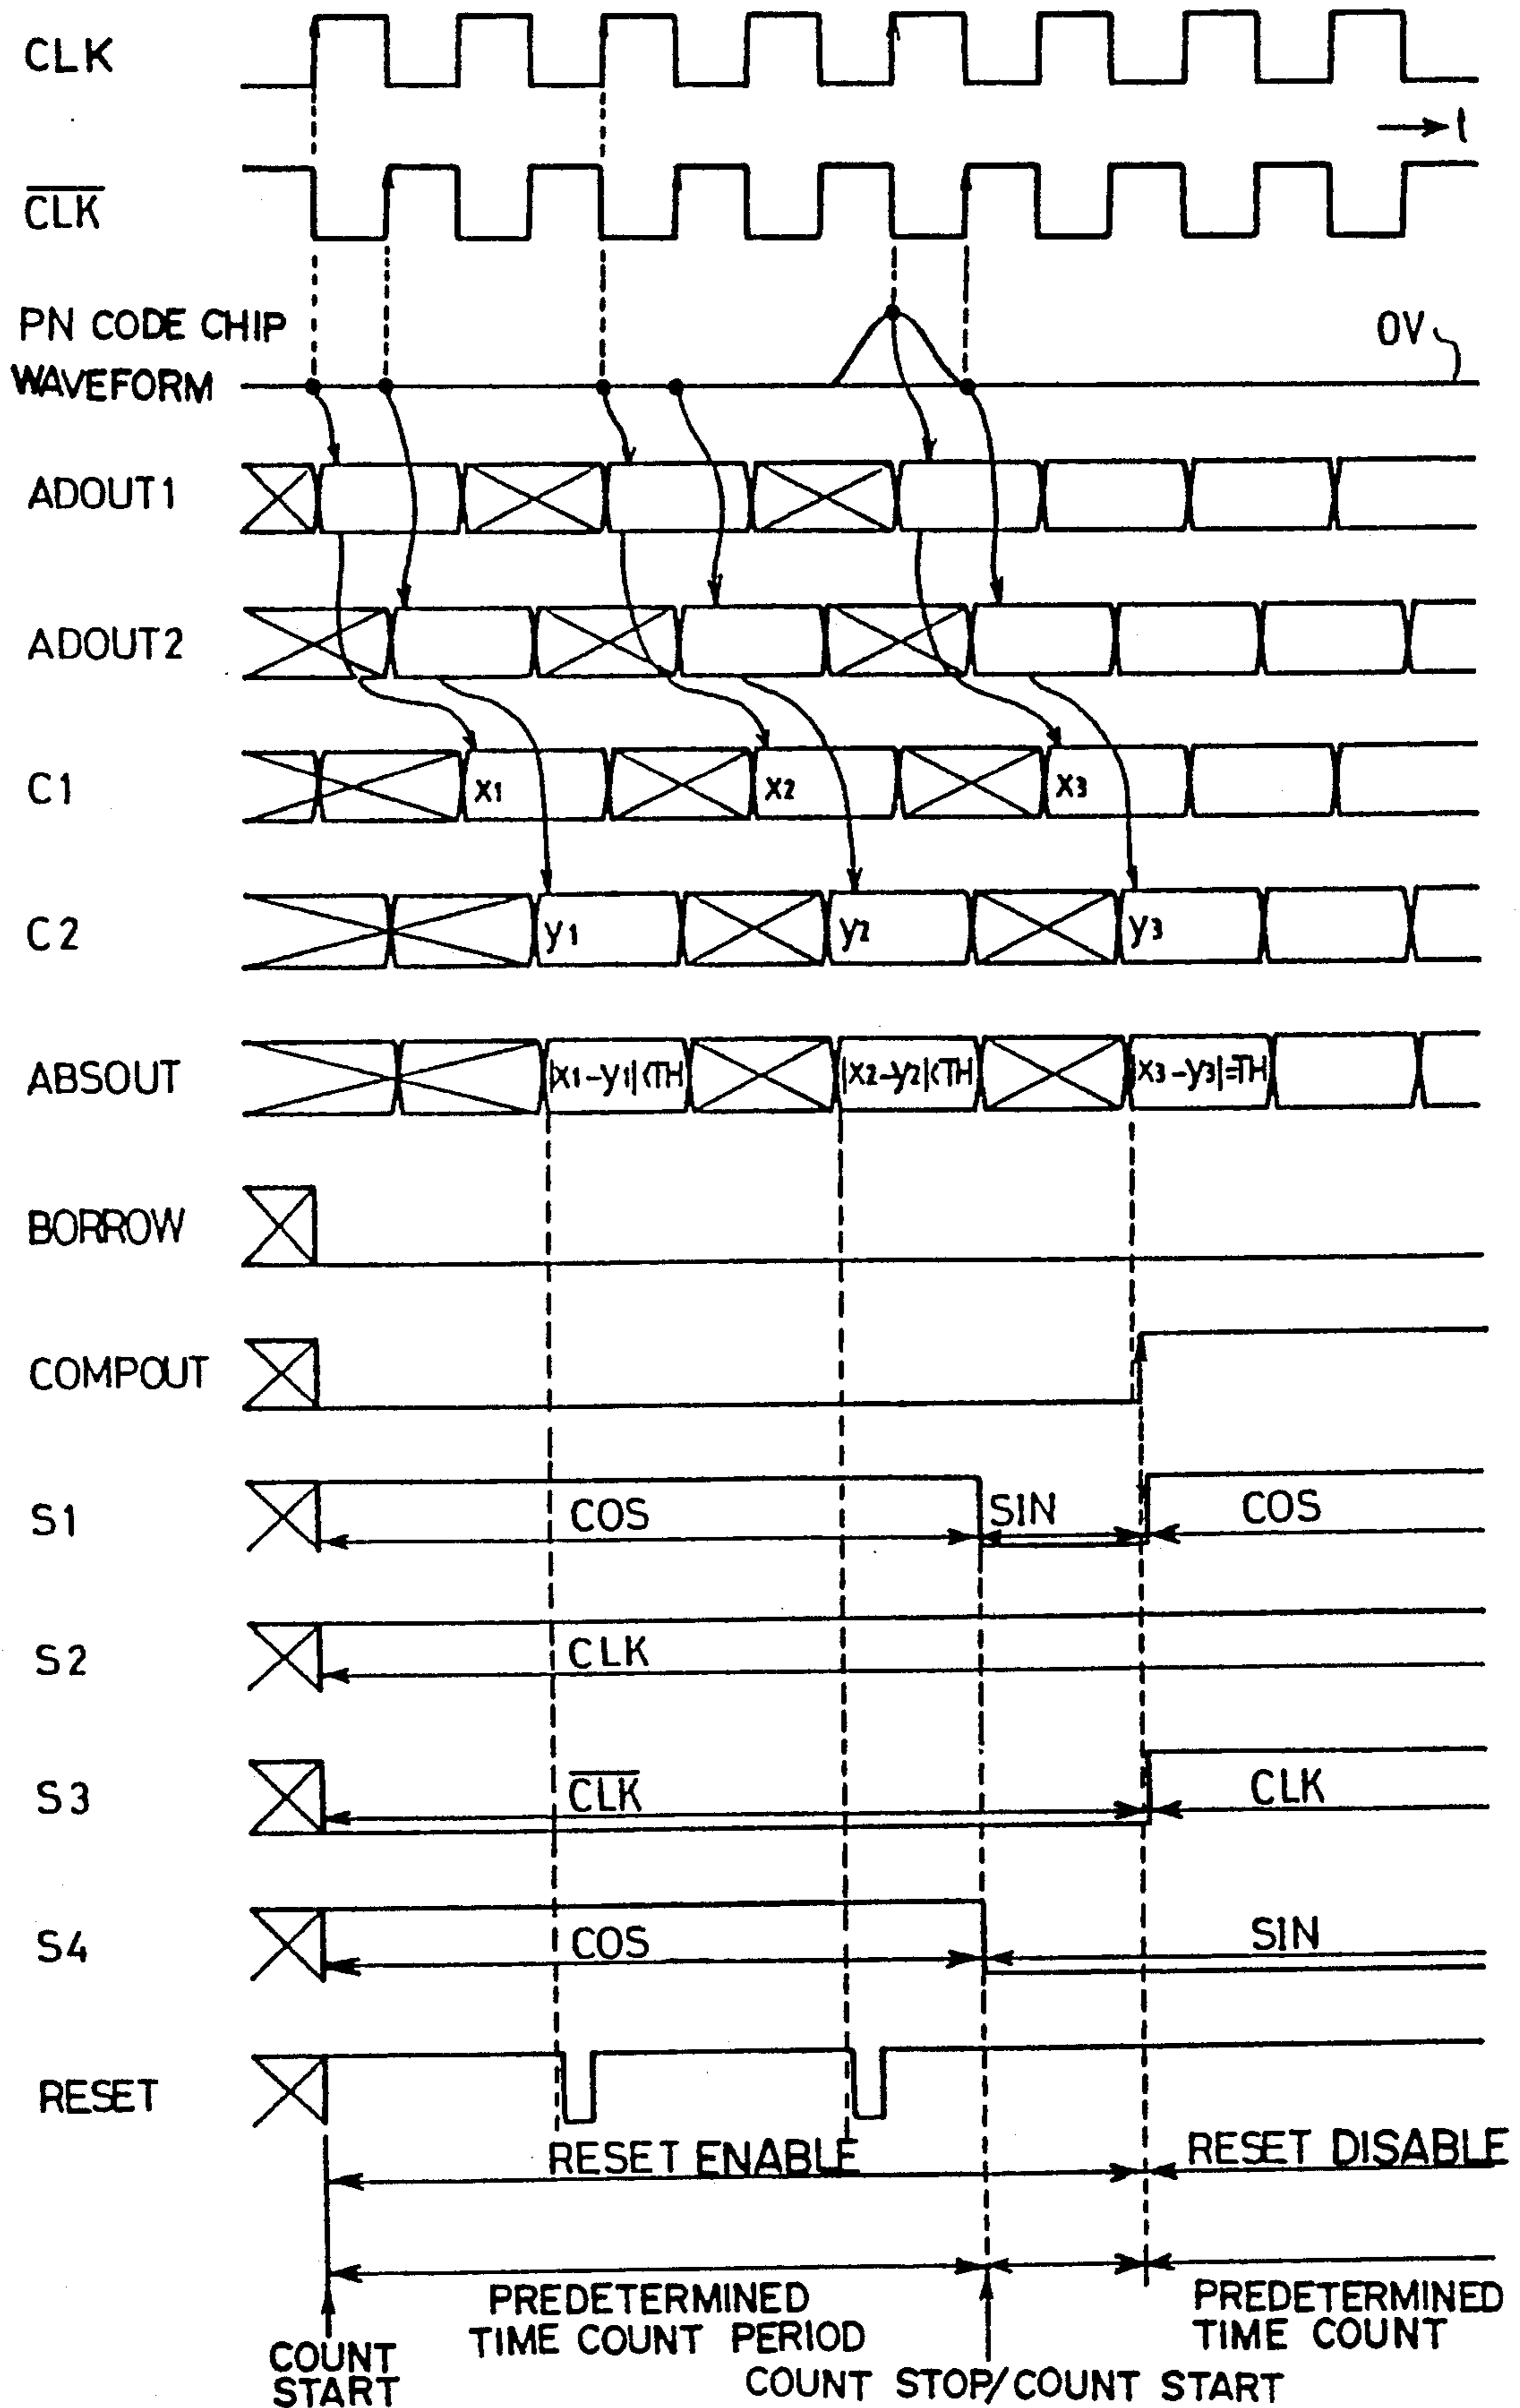 CLK
t
C̅L̅K̅
PN CODE CHIP
WAVEFORM
0V
ADOUT1
ADOUT2
C1
x1
x2
x3
C2
y1
y2
y3
ABSOUT
|x1-y1|<TH
|x2-y2|<TH
|x3-y3|=TH
BORROW
COMPOUT
S1
COS
SIN
COS
S2
CLK
S3
C̅L̅K̅
CLK
S4
COS
SIN
RESET
RESET ENABLE
RESET DISABLE
PREDETERMINED
TIME COUNT PERIOD
PREDETERMINED
TIME COUNT
COUNT
START
COUNT STOP/COUNT START